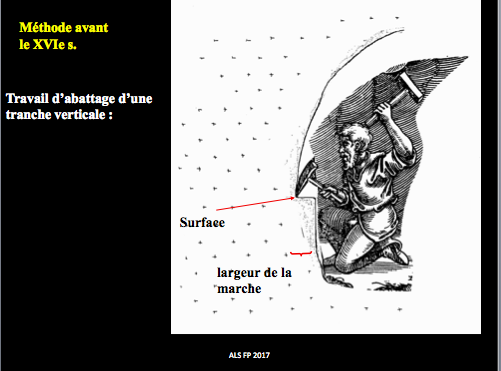 Méthode avant
le XVIe s.
Travail d’abattage d’une
tranche verticale :
Surface
largeur de la
marche
ALS FP 2017